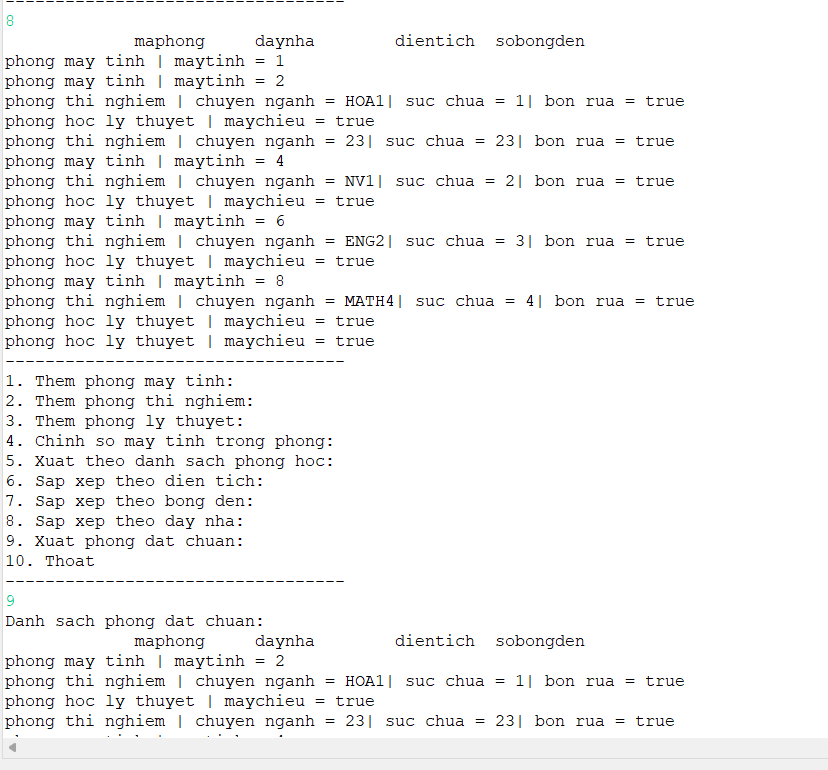 ---------------------------------
8
maphong daynha dientich sobongden
phong may tinh | maytinh = 1
phong may tinh | maytinh = 2
phong thi nghiem | chuyen nganh = HOA1| suc chua = 1| bon rua = true
phong hoc ly thuyet | maychieu = true
phong thi nghiem | chuyen nganh = 23| suc chua = 23| bon rua = true
phong may tinh | maytinh = 4
phong thi nghiem | chuyen nganh = NV1| suc chua = 2| bon rua = true
phong hoc ly thuyet | maychieu = true
phong may tinh | maytinh = 6
phong thi nghiem | chuyen nganh = ENG2| suc chua = 3| bon rua = true
phong hoc ly thuyet | maychieu = true
phong may tinh | maytinh = 8
phong thi nghiem | chuyen nganh = MATH4| suc chua = 4| bon rua = true
phong hoc ly thuyet | maychieu = true
phong hoc ly thuyet | maychieu = true
----------------------------------
1. Them phong may tinh:
2. Them phong thi nghiem:
3. Them phong ly thuyet:
4. Chinh so may tinh trong phong:
5. Xuat theo danh sach phong hoc:
6. Sap xep theo dien tich:
7. Sap xep theo bong den:
8. Sap xep theo day nha:
9. Xuat phong dat chuan:
10. Thoat
----------------------------------
9
Danh sach phong dat chuan:
maphong daynha dientich sobongden
phong may tinh | maytinh = 2
phong thi nghiem | chuyen nganh = HOA1| suc chua = 1| bon rua = true
phong hoc ly thuyet | maychieu = true
phong thi nghiem | chuyen nganh = 23| suc chua = 23| bon rua = true